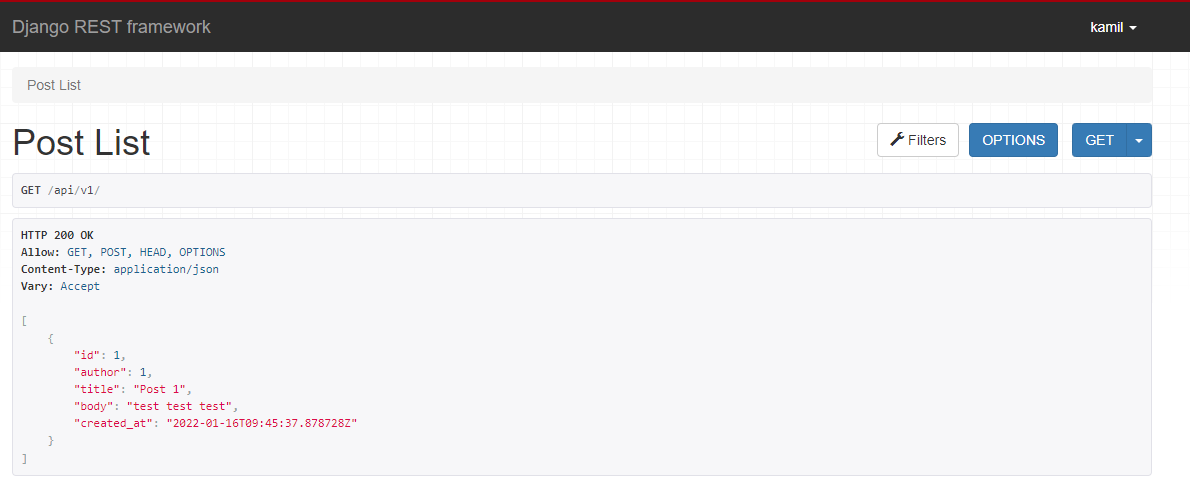 Django REST framework
kamil
Post List
Post List
Filters
OPTIONS
GET
GET /api/v1/
HTTP 200 OK
Allow: GET, POST, HEAD, OPTIONS
Content-Type: application/json
Vary: Accept
[
    {
        "id": 1,
        "author": 1,
        "title": "Post 1",
        "body": "test test test",
        "created_at": "2022-01-16T09:45:37.878728Z"
    }
]